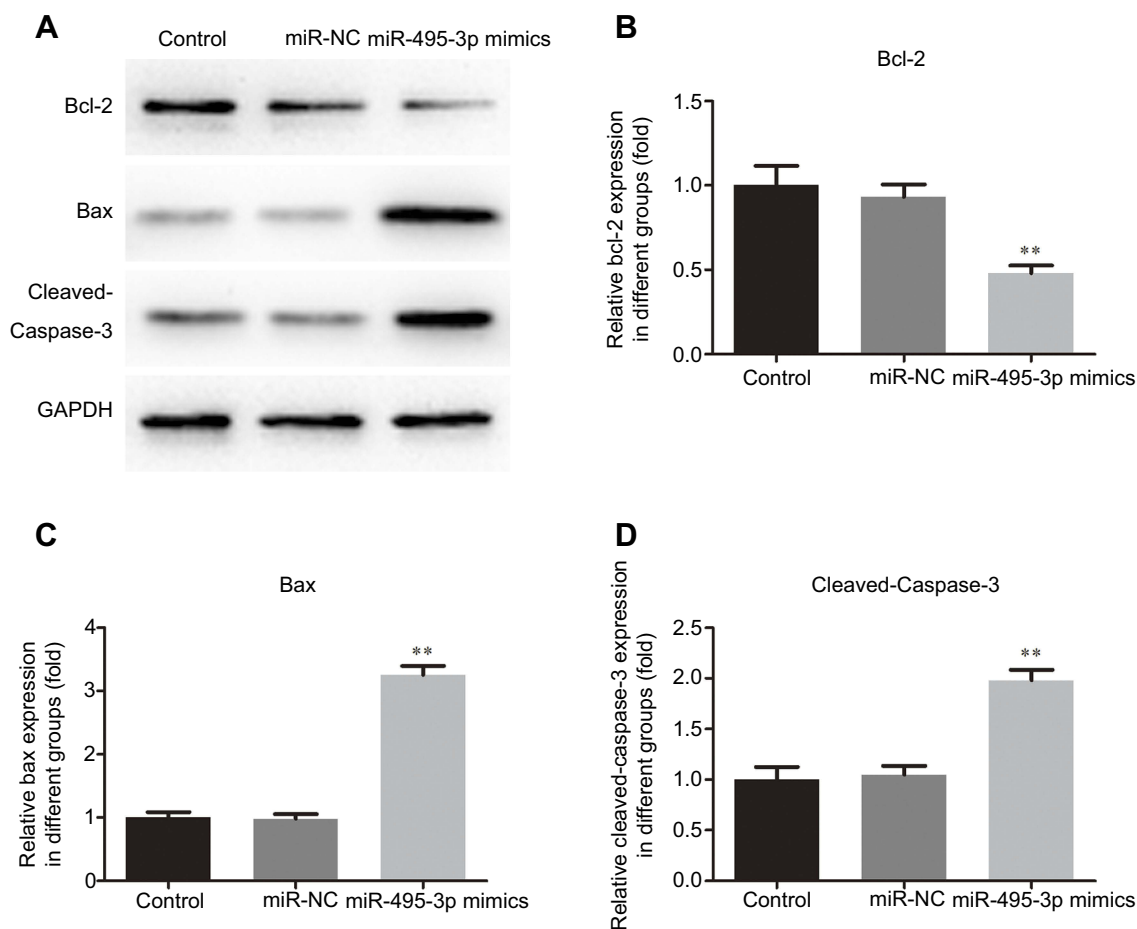 A
Control miR-NC miR-495-3p mimics
Bcl-2
Bax
Cleaved-
Caspase-3
GAPDH
B
Bcl-2
Relative bcl-2 expression
in different groups (fold)
1.5
1.0
0.5
0.0
**
Control miR-NC miR-495-3p mimics
C
Bax
Relative bax expression
in different groups (fold)
4
3
2
1
0
**
Control miR-NC miR-495-3p mimics
D
Cleaved-Caspase-3
Relative cleaved-caspase-3 expression
in different groups (fold)
2.5
2.0
1.5
1.0
0.5
0.0
**
Control miR-NC miR-495-3p mimics